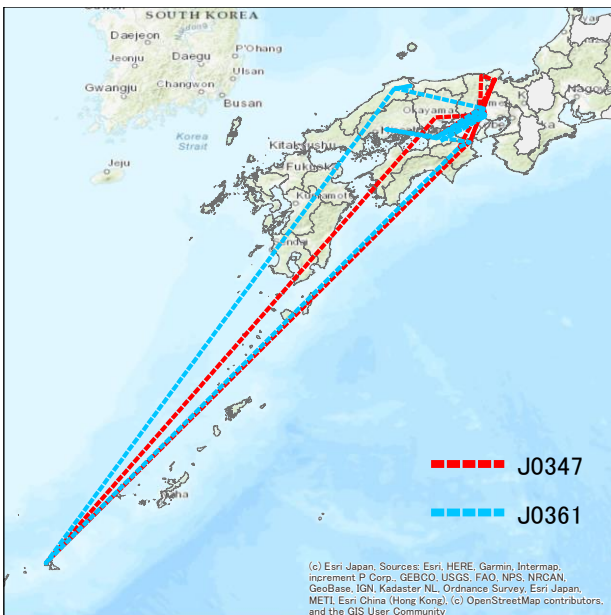 SOUTH KOREA
Daejeon
P'Ohang
Jeonju
Daegu
Ulsan
Gwangju
Changwon
Busan
Nagoya
Okayama
Korea
Strait
Kitakyushu
Jeju
Fukuoka
Kumamoto
J0347
J0361
(c) Esri Japan, Sources: Esri, HERE, Garmin, Intermap,
increment P Corp., GEBCO, USGS, FAO, NPS, NRCAN,
GeoBase, IGN, Kadaster NL, Ordnance Survey, Esri Japan,
METI, Esri China (Hong Kong), (c) OpenStreetMap contributors,
and the GIS User Community